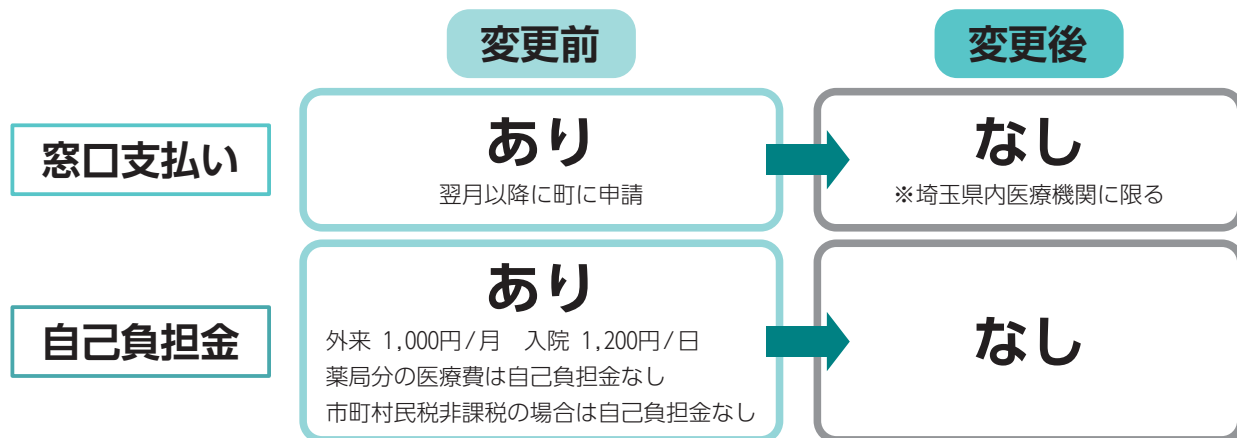 変更前
変更後
窓口支払い
あり
翌月以降に町に申請
なし
※埼玉県内医療機関に限る
自己負担金
あり
外来 1,000円/月　入院 1,200円/日
薬局分の医療費は自己負担金なし
市町村民税非課税の場合は自己負担金なし
なし